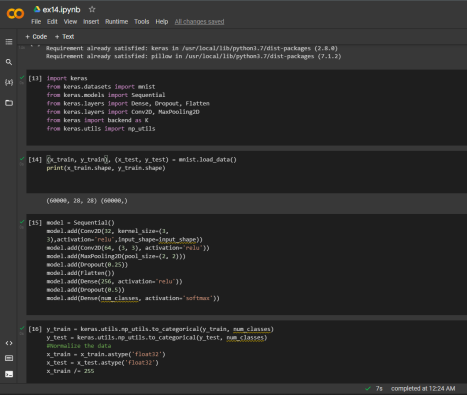 ex14.ipynb
File Edit View Insert Runtime Tools Help All changes saved
+ Code + Text
Requirement already satisfied: keras in /usr/local/lib/python3.7/dist-packages (2.8.0)
Requirement already satisfied: pillow in /usr/local/lib/python3.7/dist-packages (7.1.2)
[13] import keras
from keras.datasets import mnist
from keras.models import Sequential
from keras.layers import Dense, Dropout, Flatten
from keras.layers import Conv2D, MaxPooling2D
from keras import backend as K
from keras.utils import np_utils
[14] (x_train, y_train), (x_test, y_test) = mnist.load_data()
print(x_train.shape, y_train.shape)
(60000, 28, 28) (60000,)
[15] model = Sequential()
model.add(Conv2D(32, kernel_size=(3,
3),activation='relu',input_shape=input_shape))
model.add(Conv2D(64, (3, 3), activation='relu'))
model.add(MaxPooling2D(pool_size=(2, 2)))
model.add(Dropout(0.25))
model.add(Flatten())
model.add(Dense(256, activation='relu'))
model.add(Dropout(0.5))
model.add(Dense(num_classes, activation='softmax'))
[16] y_train = keras.utils.np_utils.to_categorical(y_train, num_classes)
y_test = keras.utils.np_utils.to_categorical(y_test, num_classes)
#Normalize the data
x_train = x_train.astype('float32')
x_test = x_test.astype('float32')
x_train /= 255
7s completed at 12:24 AM